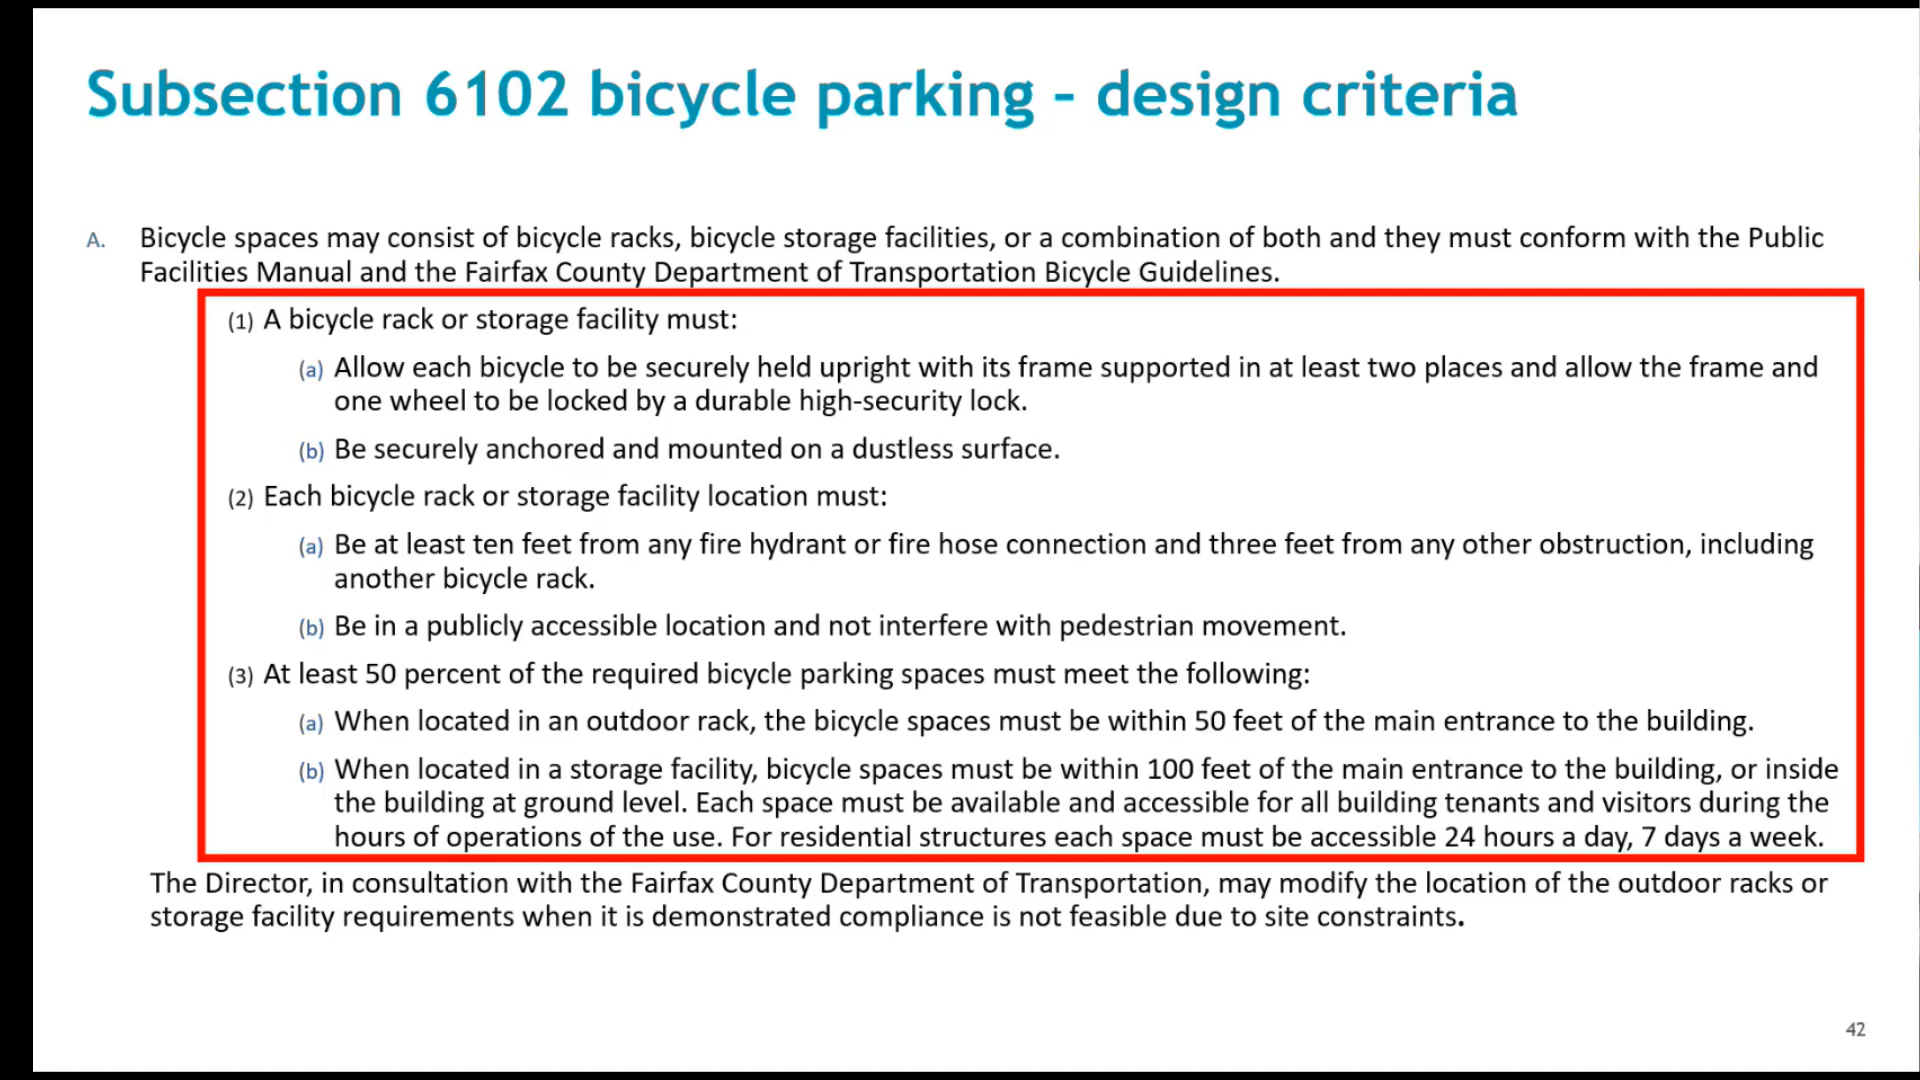 Subsection 6102 bicycle parking – design criteria
A. Bicycle spaces may consist of bicycle racks, bicycle storage facilities, or a combination of both and they must conform with the Public
Facilities Manual and the Fairfax County Department of Transportation Bicycle Guidelines.
(1) A bicycle rack or storage facility must:
(a) Allow each bicycle to be securely held upright with its frame supported in at least two places and allow the frame and
one wheel to be locked by a durable high-security lock.
(b) Be securely anchored and mounted on a dustless surface.
(2) Each bicycle rack or storage facility location must:
(a) Be at least ten feet from any fire hydrant or fire hose connection and three feet from any other obstruction, including
another bicycle rack.
(b) Be in a publicly accessible location and not interfere with pedestrian movement.
(3) At least 50 percent of the required bicycle parking spaces must meet the following:
(a) When located in an outdoor rack, the bicycle spaces must be within 50 feet of the main entrance to the building.
(b) When located in a storage facility, bicycle spaces must be within 100 feet of the main entrance to the building, or inside
the building at ground level. Each space must be available and accessible for all building tenants and visitors during the
hours of operations of the use. For residential structures each space must be accessible 24 hours a day, 7 days a week.
The Director, in consultation with the Fairfax County Department of Transportation, may modify the location of the outdoor racks or
storage facility requirements when it is demonstrated compliance is not feasible due to site constraints.
42